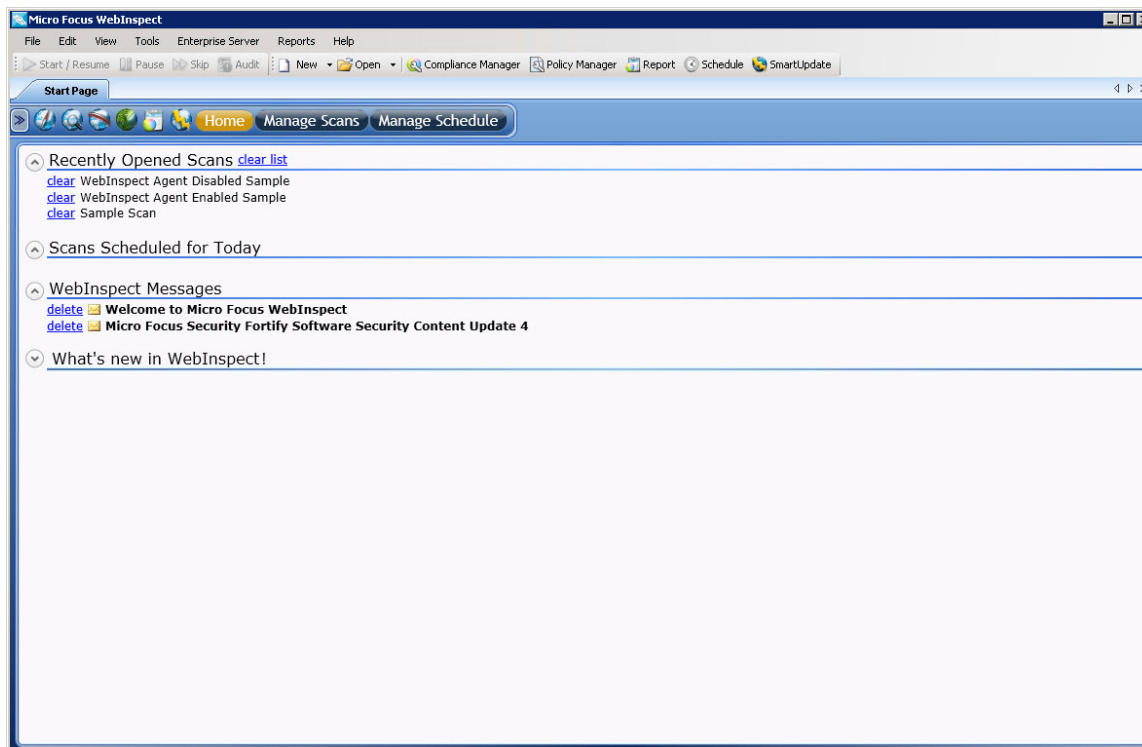 Micro Focus WebInspect
File Edit View Tools Enterprise Server Reports Help
Start / Resume Pause Skip Audit New Open Compliance Manager Policy Manager Report Schedule SmartUpdate
Start Page
Home Manage Scans Manage Schedule
Recently Opened Scans clear list
clear WebInspect Agent Disabled Sample
clear WebInspect Agent Enabled Sample
clear Sample Scan
Scans Scheduled for Today
WebInspect Messages
delete Welcome to Micro Focus WebInspect
delete Micro Focus Security Fortify Software Security Content Update 4
What's new in WebInspect!